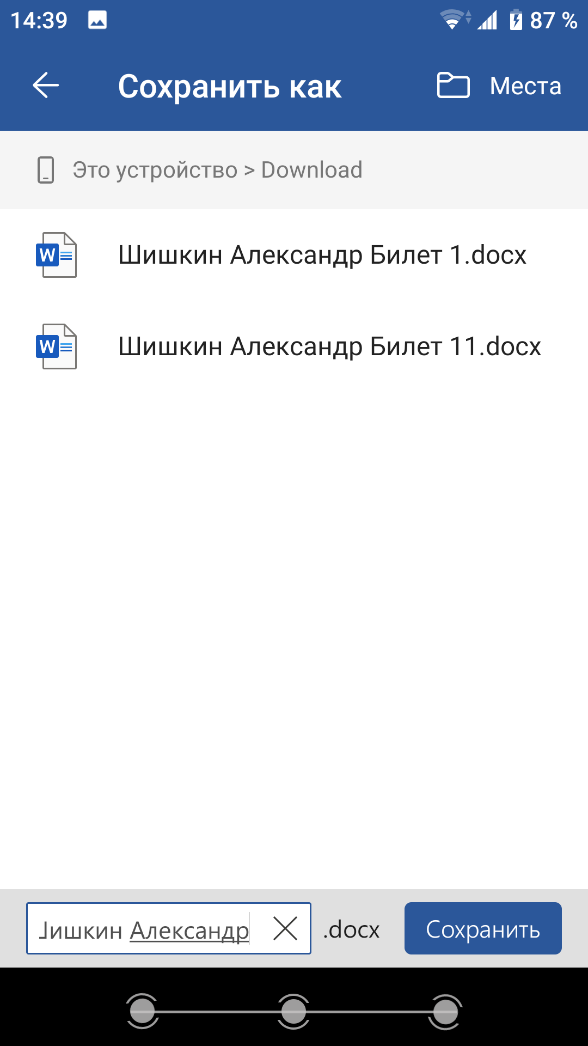 14:39 87 %
Сохранить как Места
Это устройство > Download
W Шишкин Александр Билет 1.docx
W Шишкин Александр Билет 11.docx
Шишкин Александр .docx Сохранить